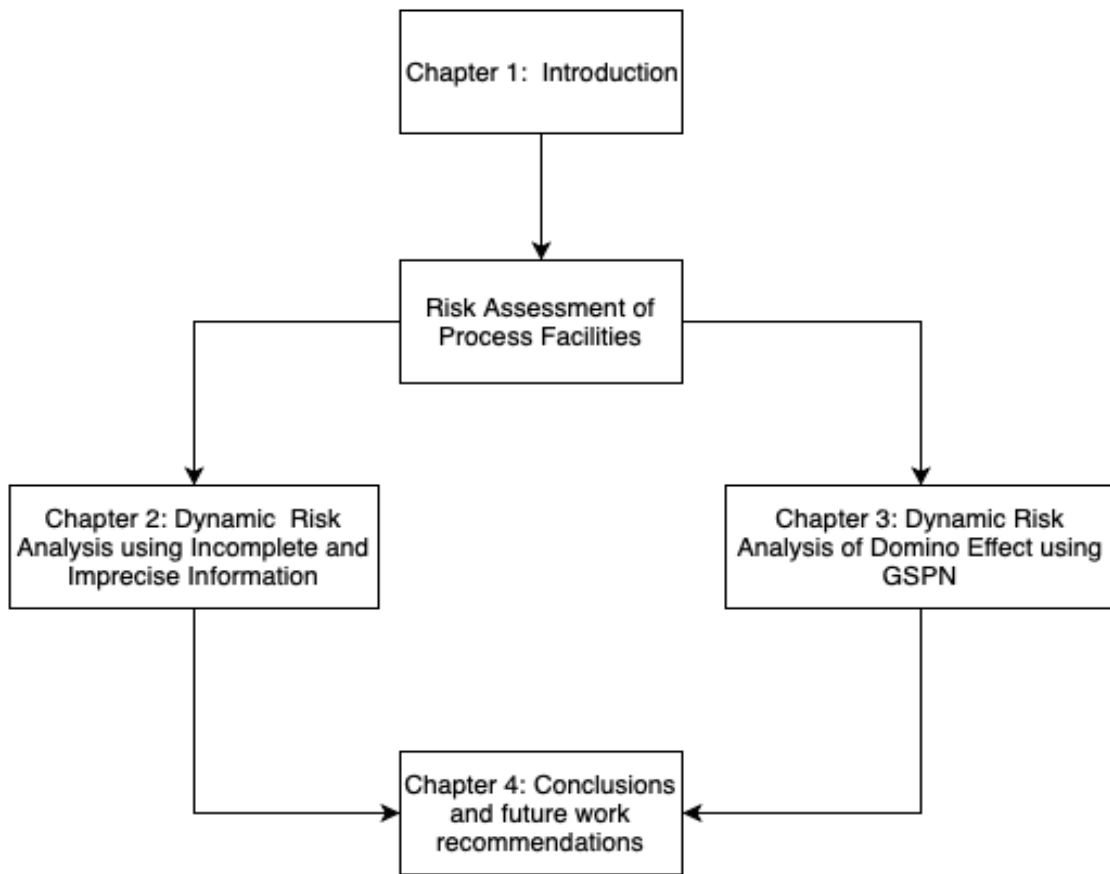 Chapter 1:  Introduction
Risk Assessment of
Process Facilities
Chapter 2: Dynamic  Risk
Analysis using Incomplete and
Imprecise Information
Chapter 3: Dynamic Risk
Analysis of Domino Effect using
GSPN
Chapter 4: Conclusions
and future work
recommendations